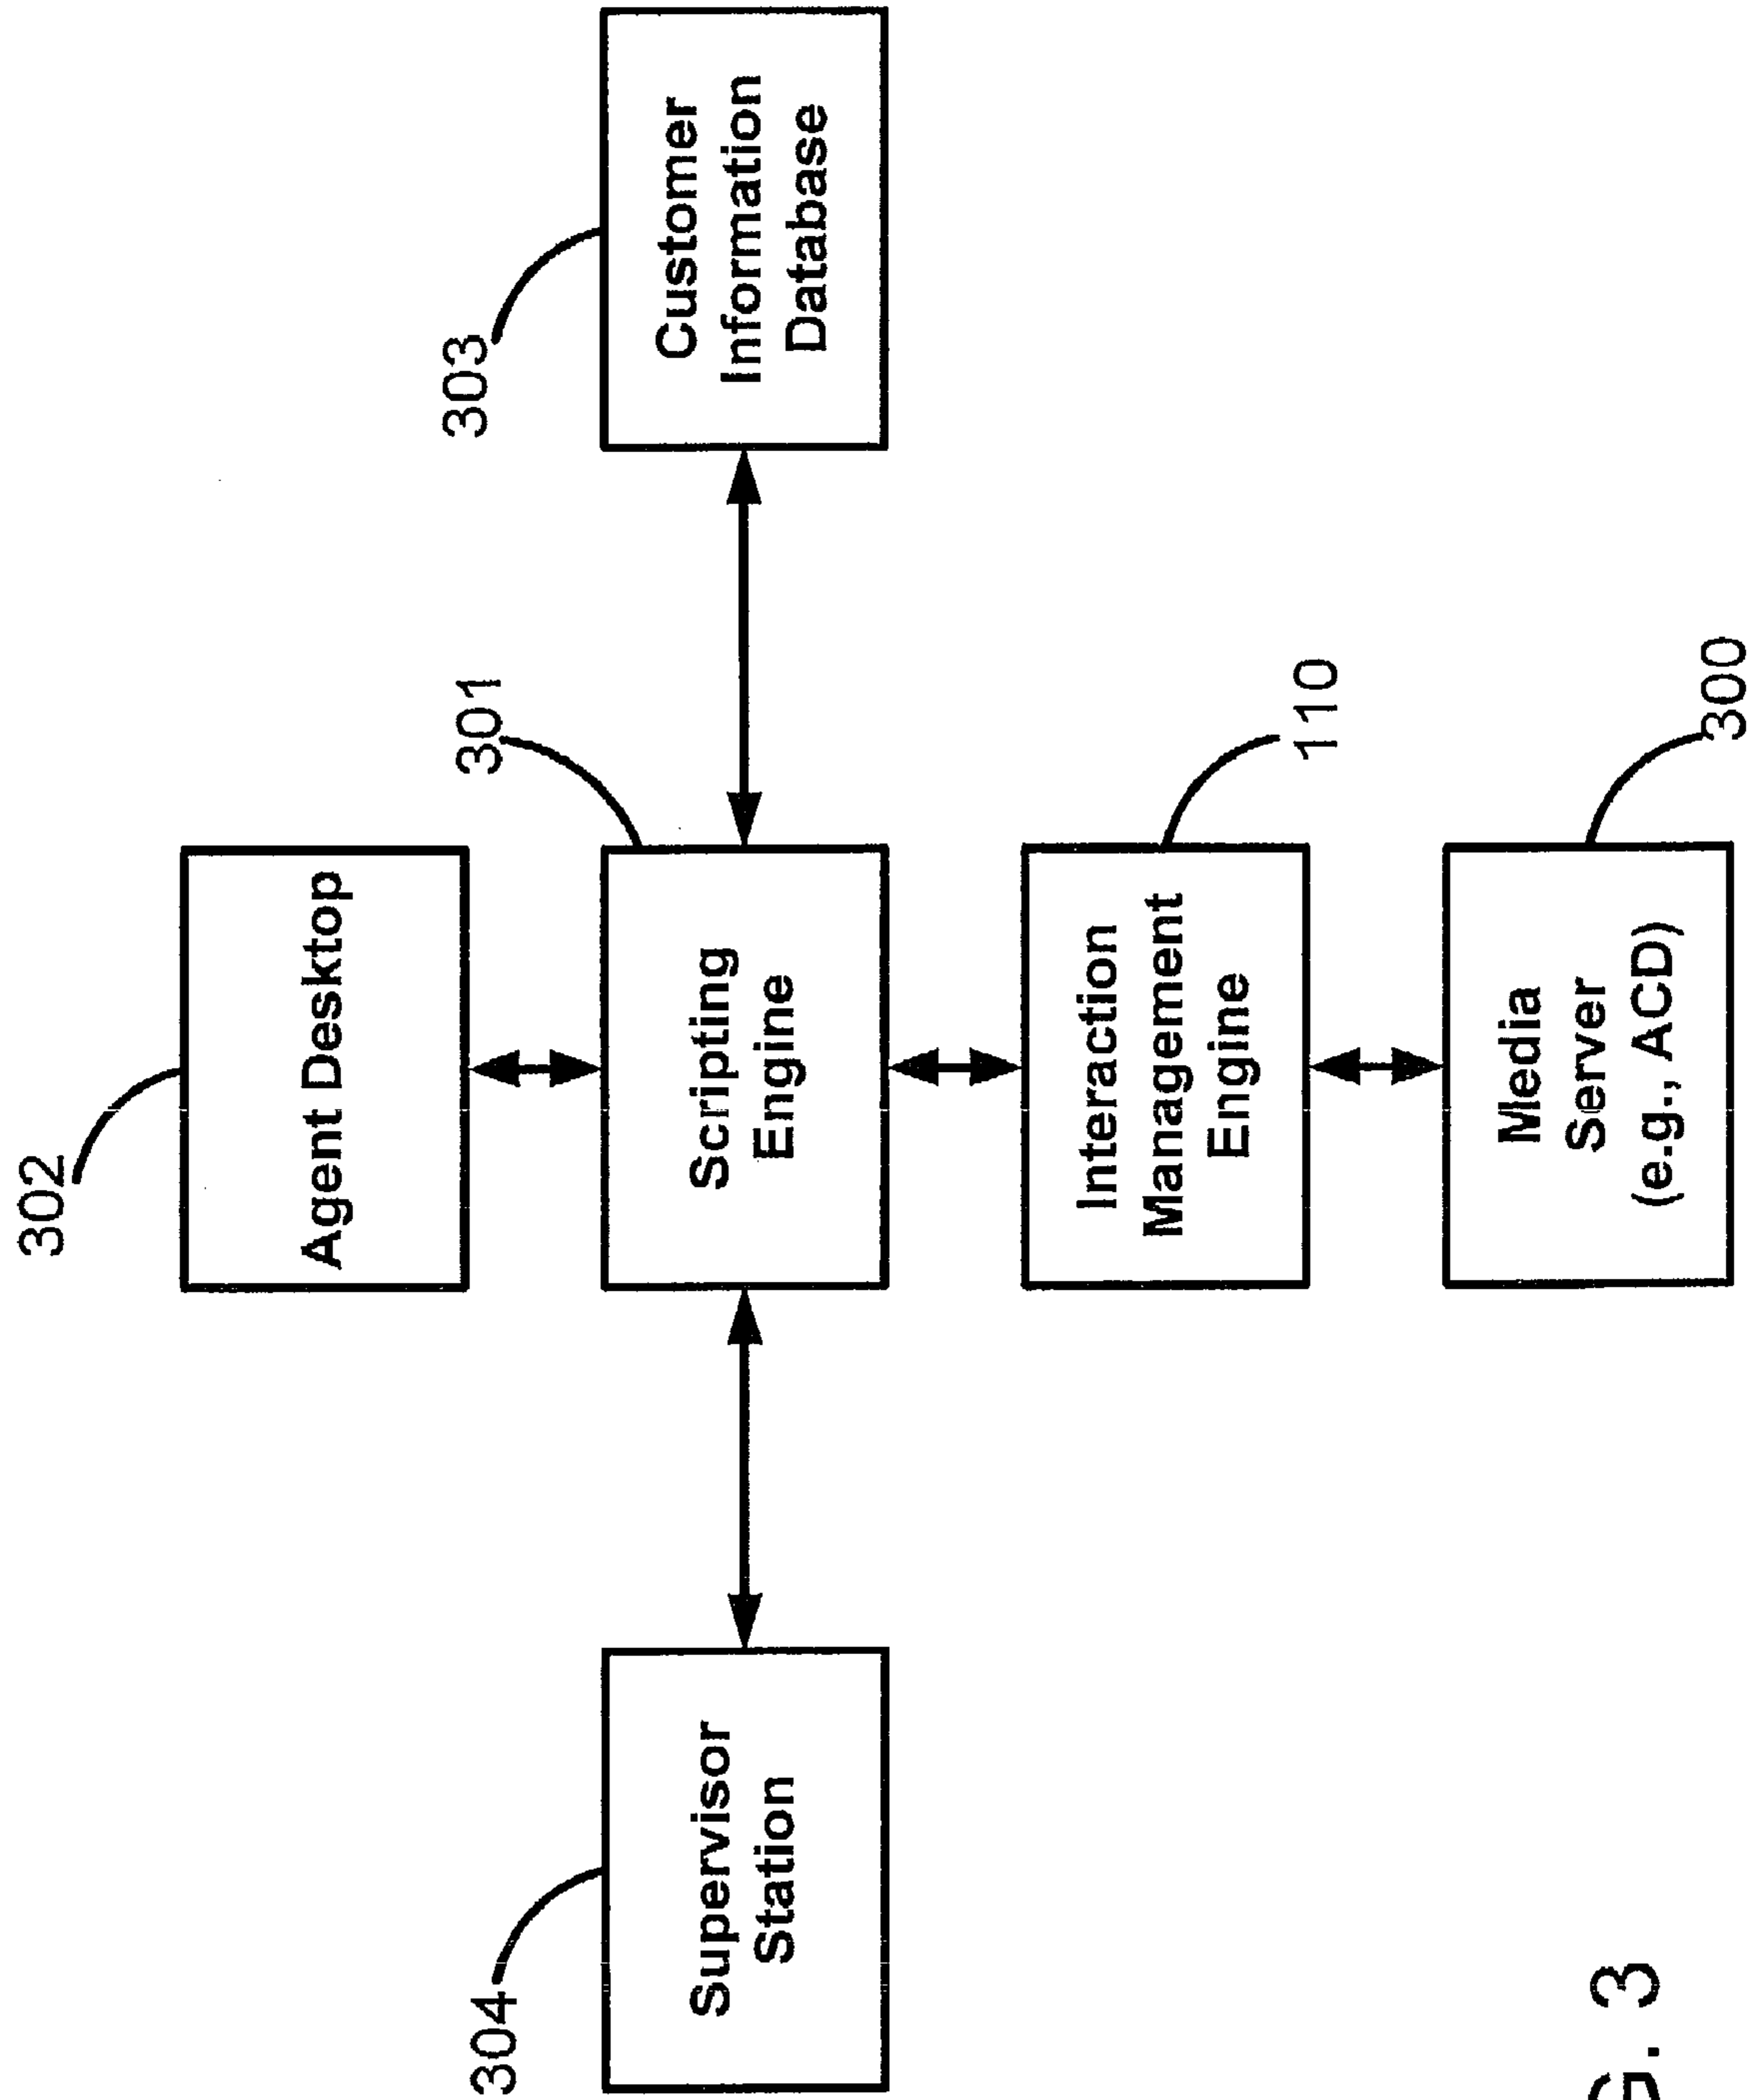 302
Agent Desktop
304
301
303
Supervisor
Station
Scripting
Engine
Customer
Information
Database
110
Interaction
Management
Engine
300
Media
Server
(e.g., ACD)
G. 3